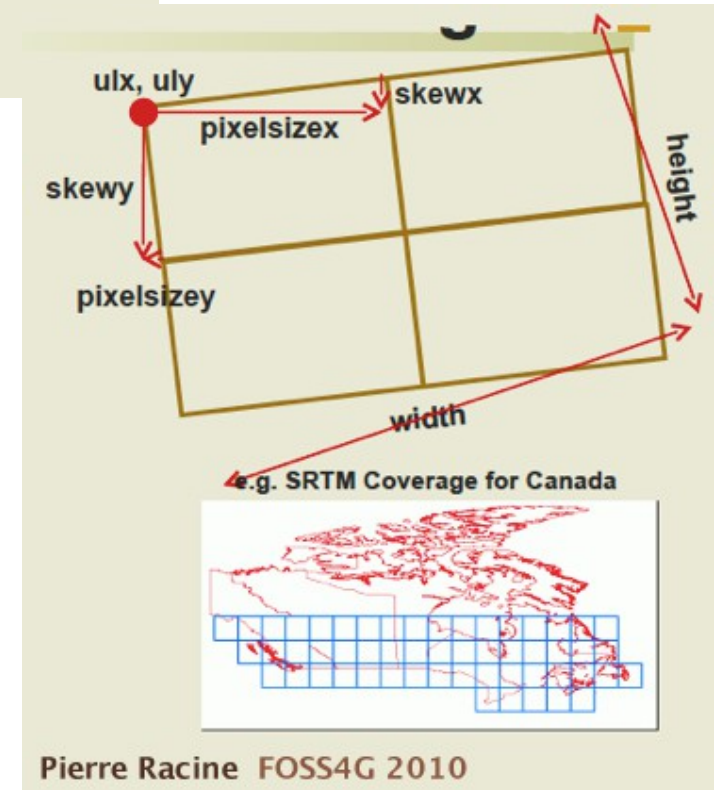 ulx, uly
skewx
pixelsizex
height
skewy
pixelsizey
width
e.g. SRTM Coverage for Canada
Pierre Racine FOSS4G 2010